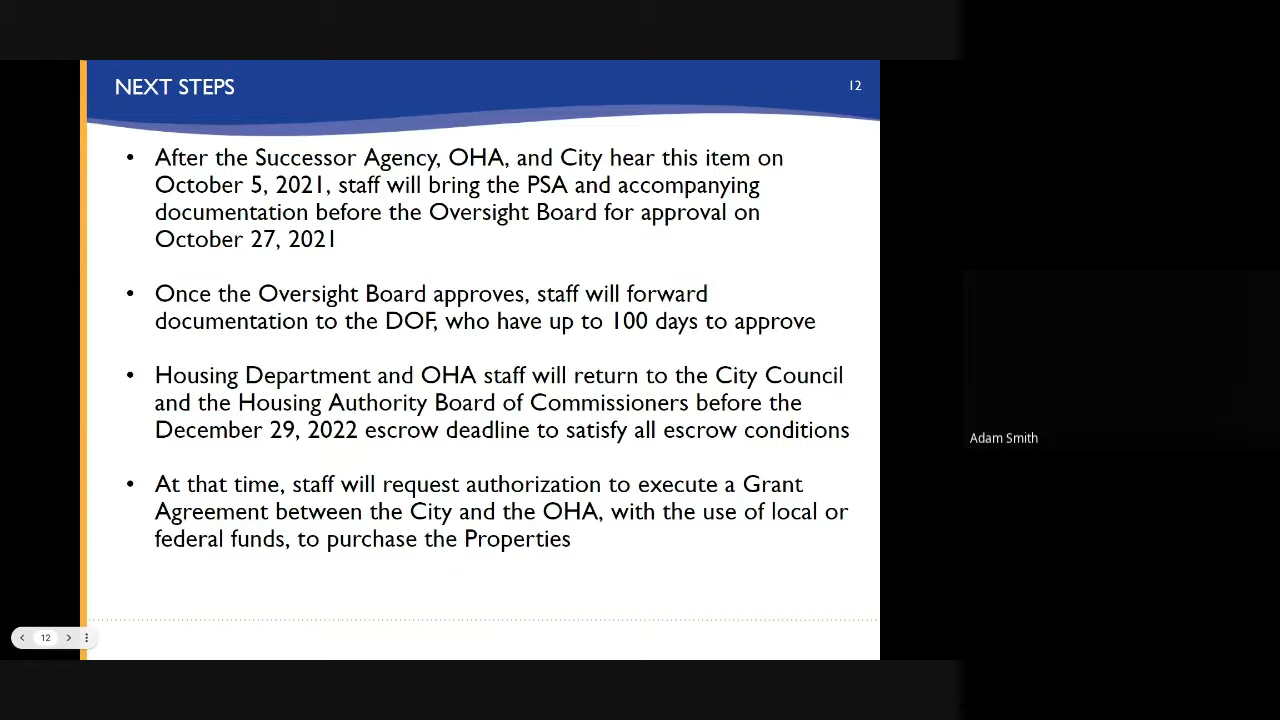 NEXT STEPS
12
• After the Successor Agency, OHA, and City hear this item on
October 5, 2021, staff will bring the PSA and accompanying
documentation before the Oversight Board for approval on
October 27, 2021
• Once the Oversight Board approves, staff will forward
documentation to the DOF, who have up to 100 days to approve
• Housing Department and OHA staff will return to the City Council
and the Housing Authority Board of Commissioners before the
December 29, 2022 escrow deadline to satisfy all escrow conditions
• At that time, staff will request authorization to execute a Grant
Agreement between the City and the OHA, with the use of local or
federal funds, to purchase the Properties
Adam Smith
12